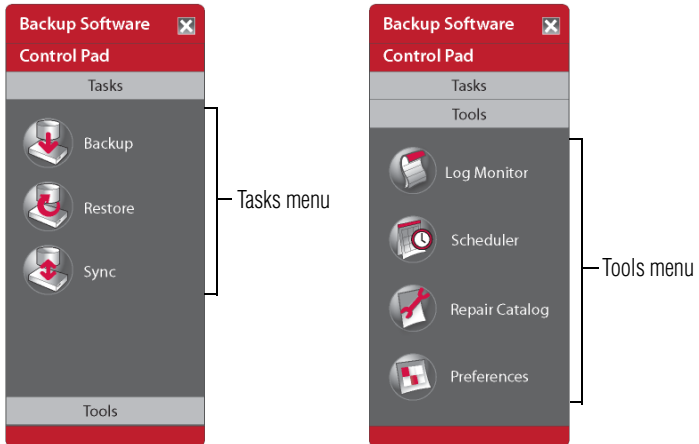 Backup Software
Control Pad
Tasks
Backup
Restore
Sync
Tools
Tasks menu
Backup Software
Control Pad
Tasks
Tools
Log Monitor
Scheduler
Repair Catalog
Preferences
Tools menu